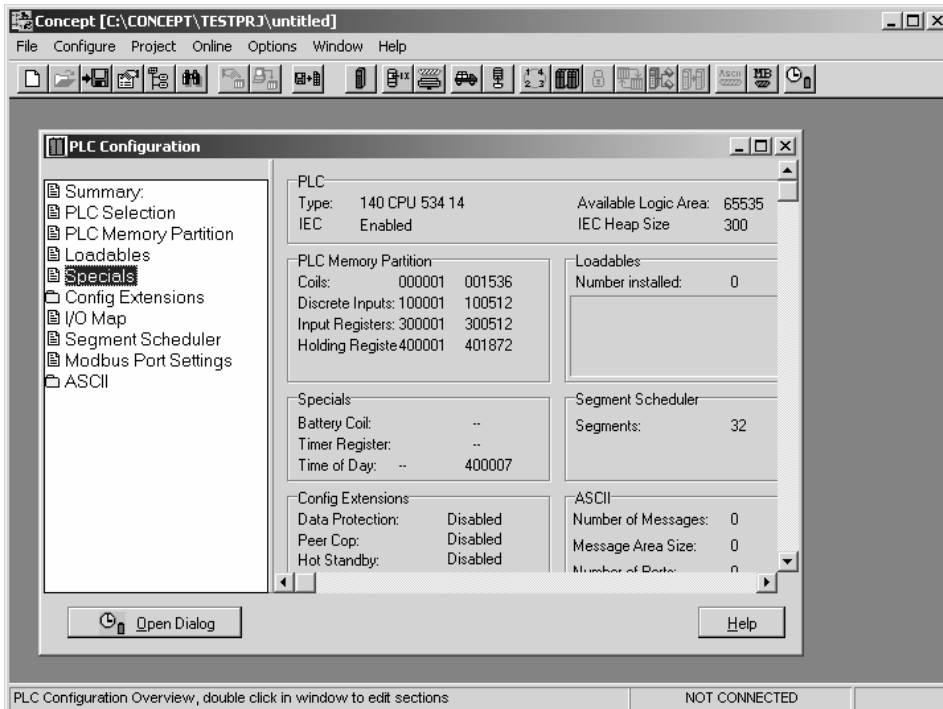 Concept [C:\CONCEPT\TESTPRJ\untitled]
File Configure Project Online Options Window Help
PLC Configuration
Summary:
PLC Selection
PLC Memory Partition
Loadables
Specials
Config Extensions
I/O Map
Segment Scheduler
Modbus Port Settings
ASCII
PLC
Type: 140 CPU 534 14 Available Logic Area: 65535
IEC Enabled IEC Heap Size 300
PLC Memory Partition
Coils: 000001 001536
Discrete Inputs: 100001 100512
Input Registers: 300001 300512
Holding Registe 400001 401872
Loadables
Number installed: 0
Specials
Battery Coil: --
Timer Register: --
Time of Day: -- 400007
Segment Scheduler
Segments: 32
Config Extensions
Data Protection: Disabled
Peer Cop: Disabled
Hot Standby: Disabled
ASCII
Number of Messages: 0
Message Area Size: 0
Number of Ports: 0
Open Dialog
Help
PLC Configuration Overview, double click in window to edit sections NOT CONNECTED